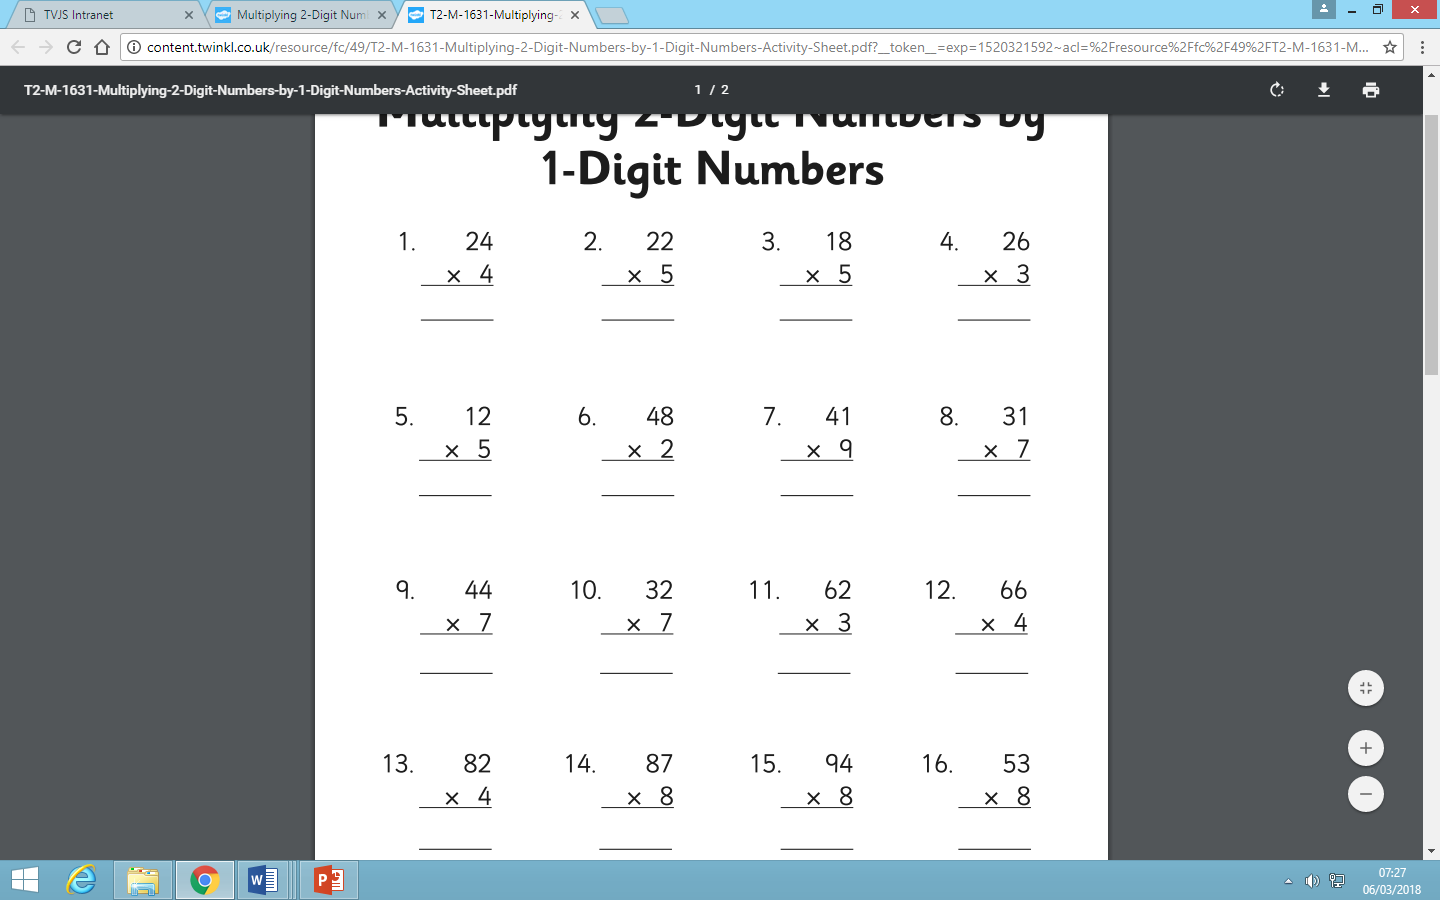 TVJS Intranet
Multiplying 2-Digit Num
T2-M-1631-Multiplying-
content.twinkl.co.uk/resource/fc/49/T2-M-1631-Multiplying-2-Digit-Numbers-by-1-Digit-Numbers-Activity-Sheet.pdf?__token__=exp=1520321592~acl=%2Fresource%2Ffc%2F49%2FT2-M-1631-M...
T2-M-1631-Multiplying-2-Digit-Numbers-by-1-Digit-Numbers-Activity-Sheet.pdf
1 / 2
Multiplying 2-Digit Numbers by
1-Digit Numbers
1. 24 2. 22 3. 18 4. 26
× 4 × 5 × 5 × 3
5. 12 6. 48 7. 41 8. 31
× 5 × 2 × 9 × 7
9. 44 10. 32 11. 62 12. 66
× 7 × 7 × 3 × 4
13. 82 14. 87 15. 94 16. 53
× 4 × 8 × 8 × 8
07:27
06/03/2018